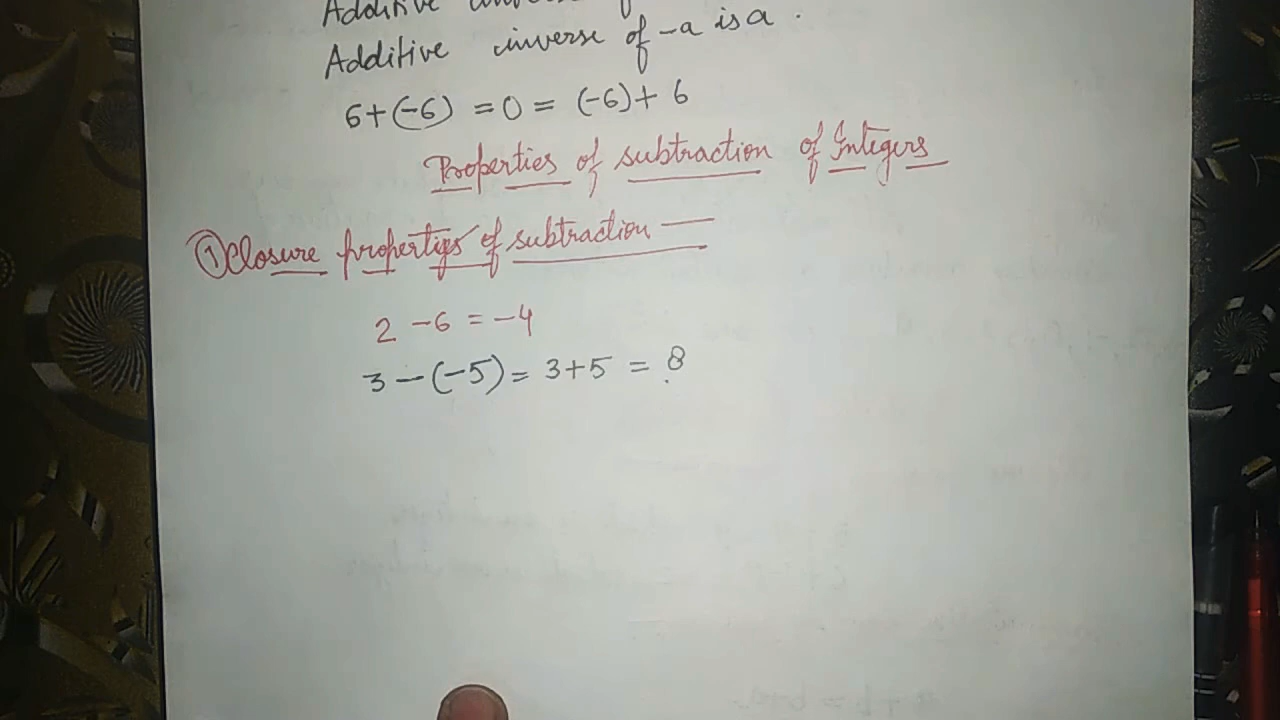 Additive
Additive inverse of -a is a.
6+(-6) = 0 = (-6)+ 6
Properties of subtraction of Integers
① Closure properties of subtraction —
2 - 6 = -4
3 - (-5) = 3+5 = 8